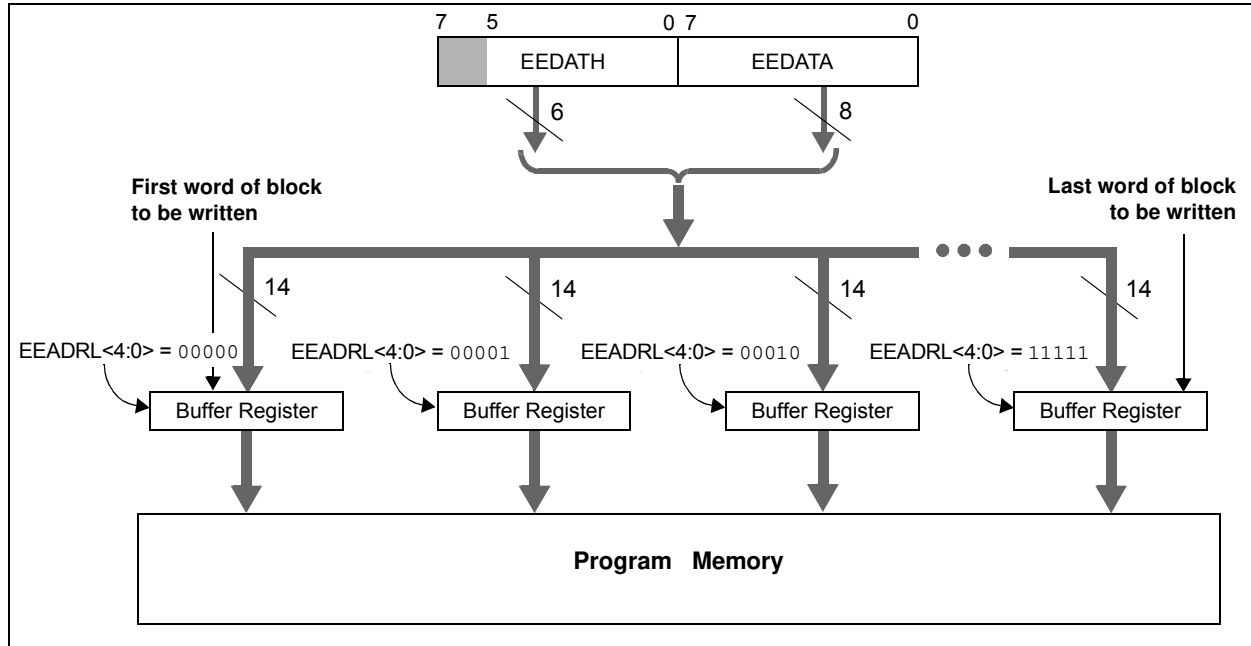 7 5 0 7 0
EEDATH EEDATA
6 8
First word of block
to be written
Last word of block
to be written
14 14 14 14
EEADRL<4:0> = 00000 EEADRL<4:0> = 00001 EEADRL<4:0> = 00010 EEADRL<4:0> = 11111
Buffer Register Buffer Register Buffer Register Buffer Register
Program Memory